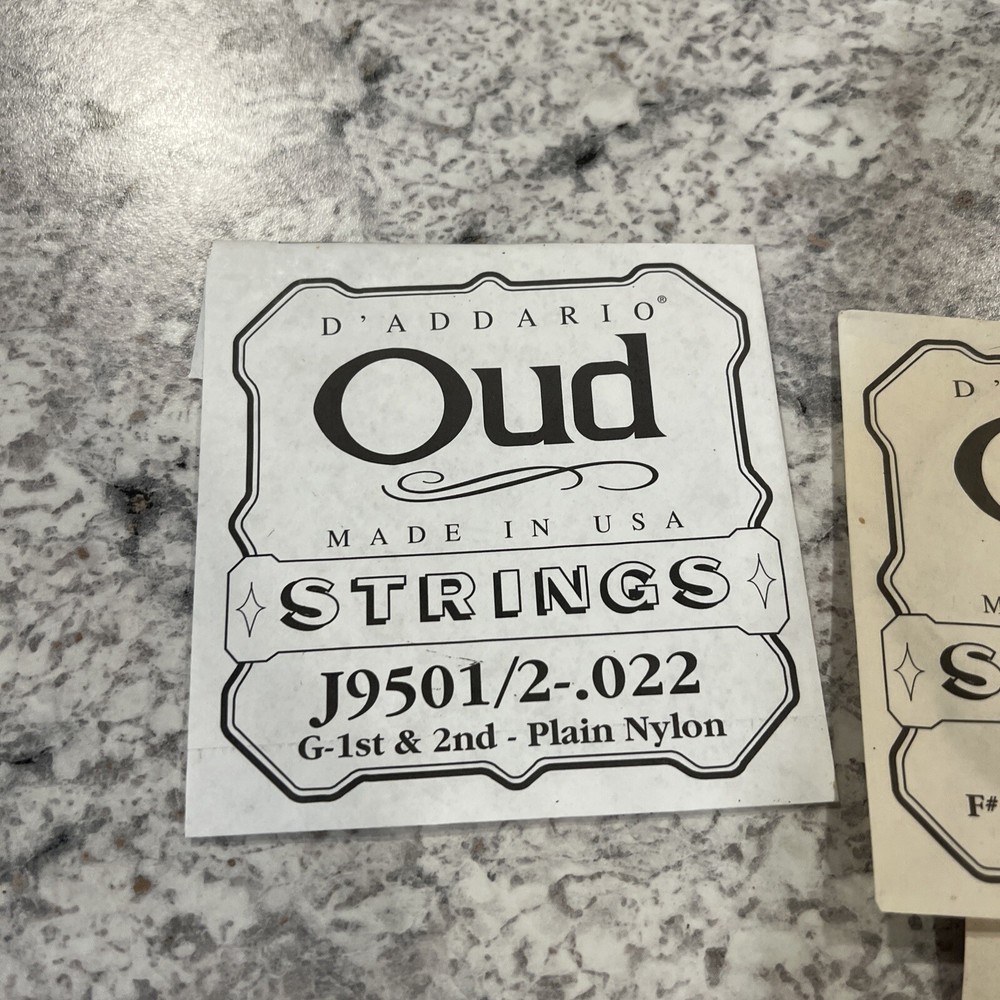 D'ADDARIO®
Oud
MADE IN USA
STRINGS
J9501/2-.022
G-1st & 2nd - Plain Nylon
D'
M
S
F#